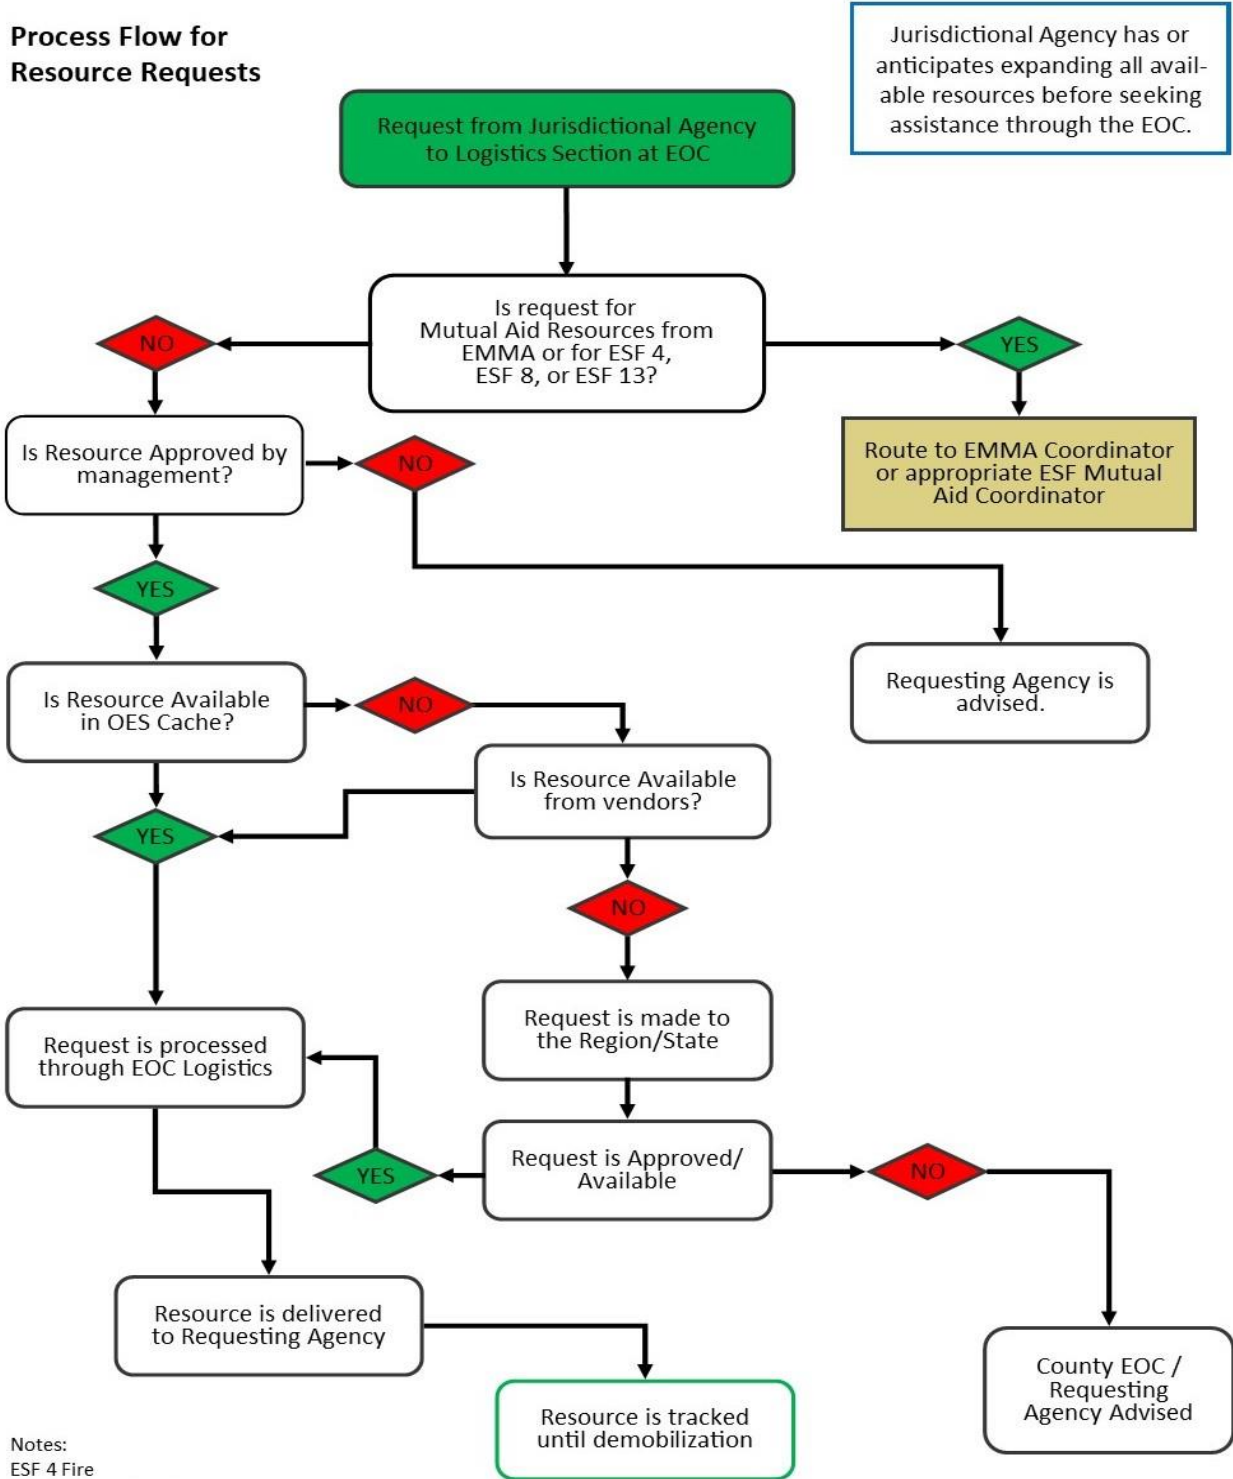 Process Flow for
Resource Requests
Jurisdictional Agency has or
anticipates expanding all avail-
able resources before seeking
assistance through the EOC.
Request from Jurisdictional Agency
to Logistics Section at EOC
Is request for
Mutual Aid Resources from
EMMA or for ESF 4,
ESF 8, or ESF 13?
NO
YES
Is Resource Approved by
management?
NO
Route to EMMA Coordinator
or appropriate ESF Mutual
Aid Coordinator
YES
Requesting Agency is
advised.
Is Resource Available
in OES Cache?
NO
Is Resource Available
from vendors?
YES
NO
Request is made to
the Region/State
Request is processed
through EOC Logistics
Request is Approved/
Available
YES
NO
Resource is delivered
to Requesting Agency
County EOC /
Requesting
Agency Advised
Resource is tracked
until demobilization
Notes:
ESF 4 Fire